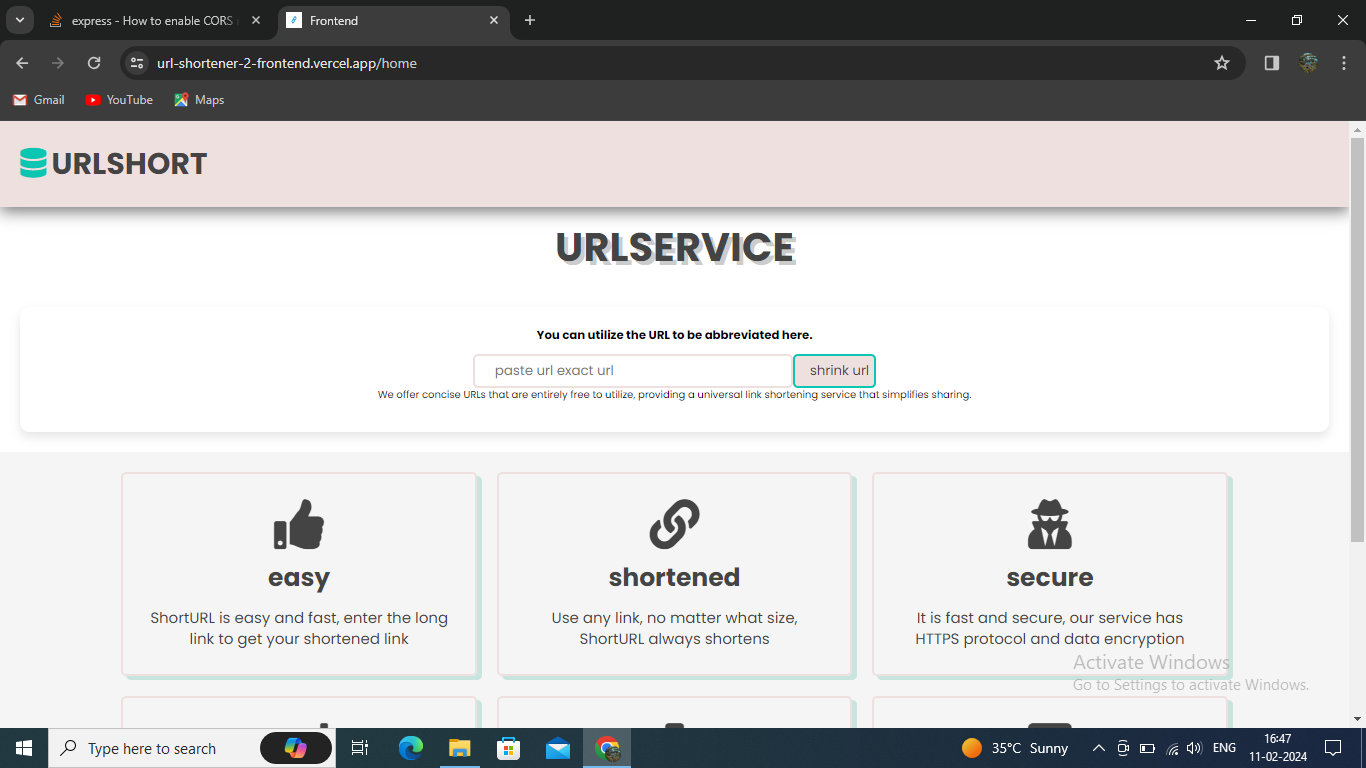 express - How to enable CORS
Frontend
url-shortener-2-frontend.vercel.app/home
Gmail
YouTube
Maps
URLSHORT
URLSERVICE
You can utilize the URL to be abbreviated here.
paste url exact url
shrink url
We offer concise URLs that are entirely free to utilize, providing a universal link shortening service that simplifies sharing.
easy
ShortURL is easy and fast, enter the long
link to get your shortened link
shortened
Use any link, no matter what size,
ShortURL always shortens
secure
It is fast and secure, our service has
HTTPS protocol and data encryption
Activate Windows
Go to Settings to activate Windows.
Type here to search
35°C Sunny
ENG
16:47
11-02-2024